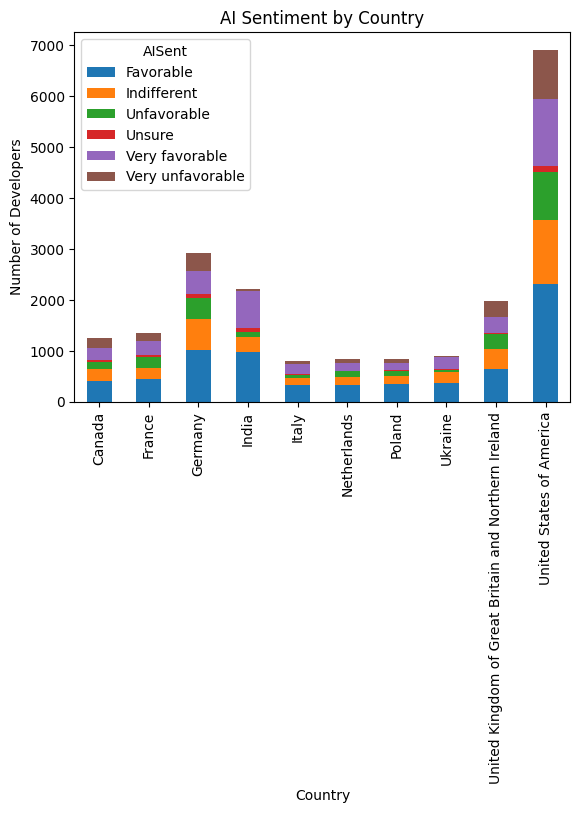 AI Sentiment by Country
AISent
Favorable
Indifferent
Unfavorable
Unsure
Very favorable
Very unfavorable
Number of Developers
7000
6000
5000
4000
3000
2000
1000
0
Canada
France
Germany
India
Italy
Netherlands
Poland
Ukraine
United Kingdom of Great Britain and Northern Ireland
United States of America
Country